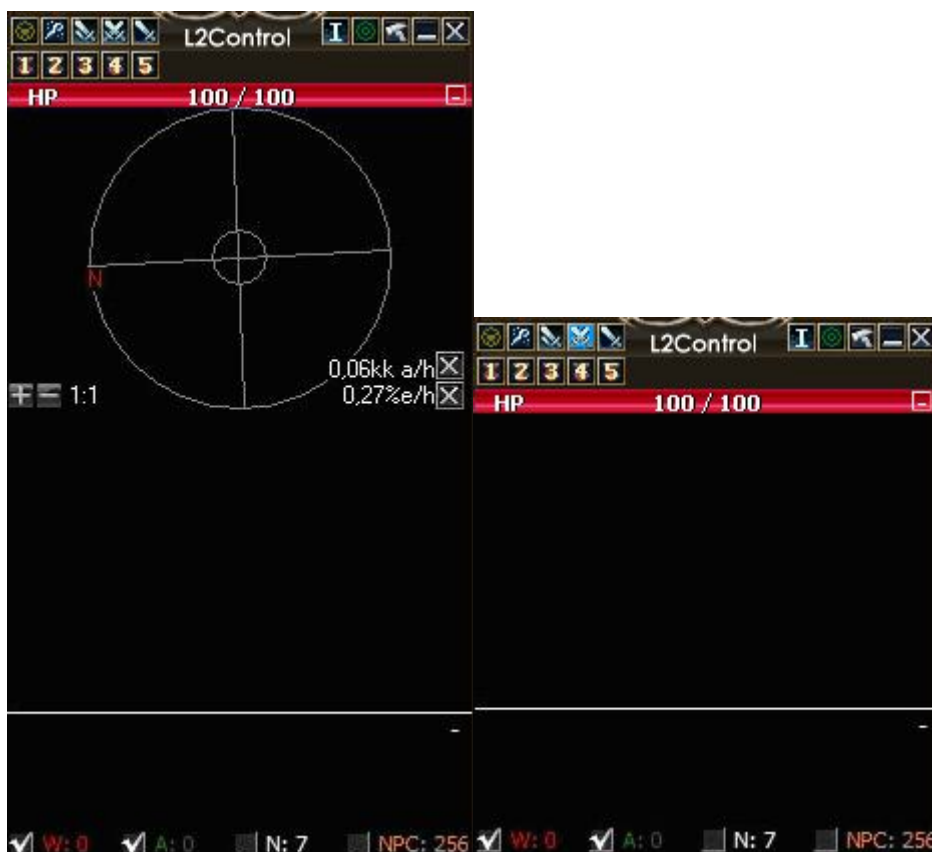 L2Control I
1 2 3 4 5
HP 100 / 100
N
0,06kk a/h
1:1 0,27%e/h
-
W: 0 A: 0 N: 7 NPC: 256
L2Control I
1 2 3 4 5
HP 100 / 100
-
W: 0 A: 0 N: 7 NPC: 256